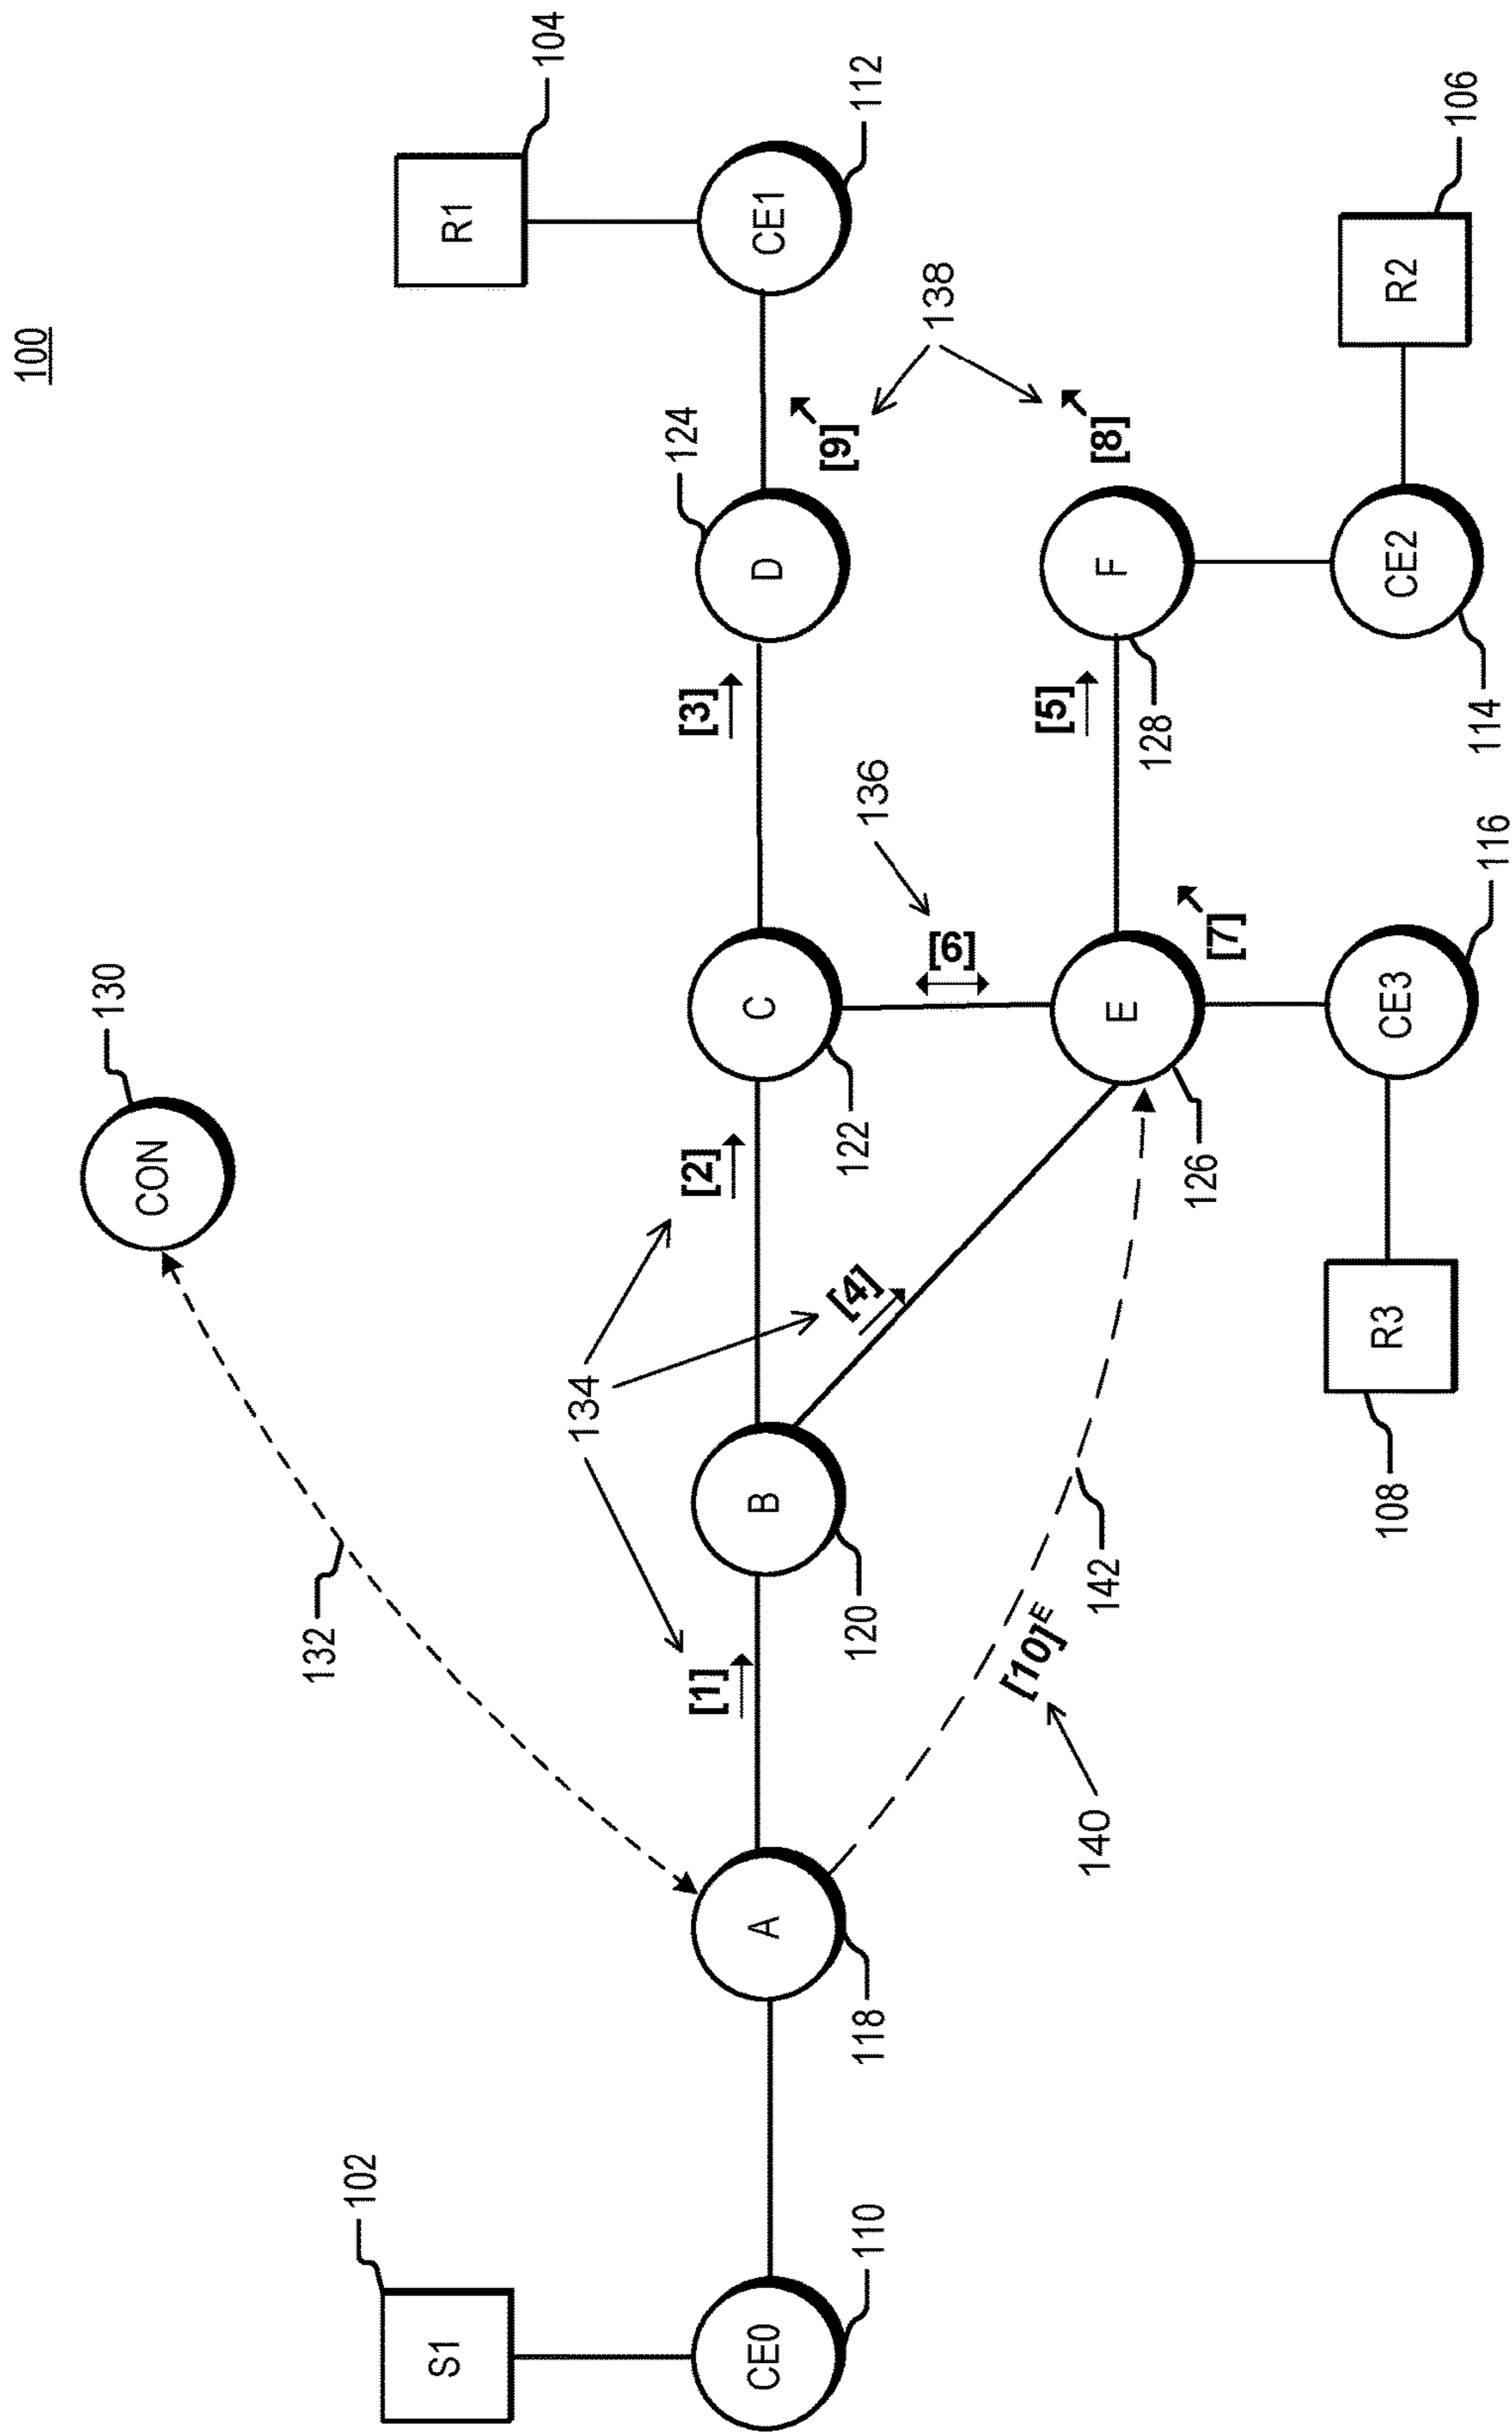 100
S1
102
CE0
110
A
118
132
CON
130
134
[1]
B
120
[2]
[4]
140
[10]ᴱ
142
C
122
136
[6]
E
126
[7]
[3]
D
124
[9]
138
[8]
[5]
F
128
CE1
112
R1
104
CE2
114
R2
106
CE3
116
R3
108